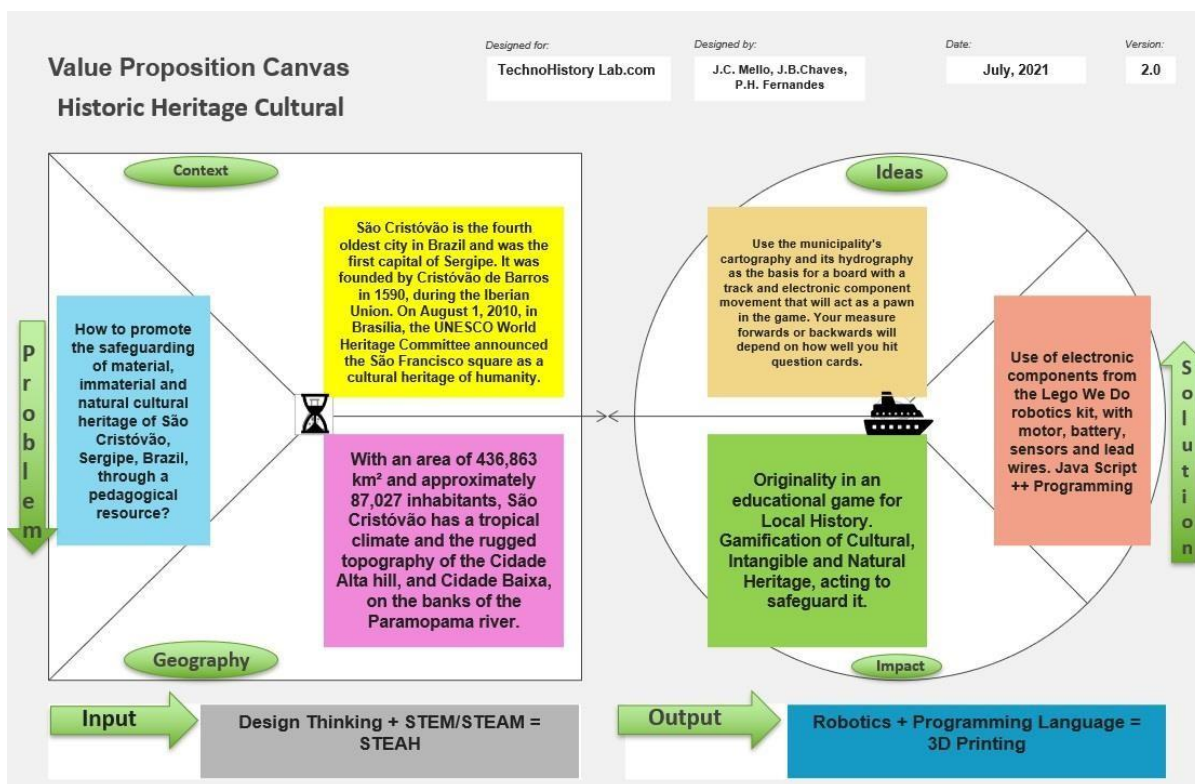 Value Proposition Canvas
Historic Heritage Cultural
Designed for:
TechnoHistory Lab.com
Designed by:
J.C. Mello, J.B.Chaves,
P.H. Fernandes
Date:
July, 2021
Version:
2.0
Context
São Cristóvão is the fourth
oldest city in Brazil and was the
first capital of Sergipe. It was
founded by Cristóvão de Barros
in 1590, during the Iberian
Union. On August 1, 2010, in
Brasilia, the UNESCO World
Heritage Committee announced
the São Francisco square as a
cultural heritage of humanity.
Problem
How to promote
the safeguarding
of material,
immaterial and
natural cultural
heritage of São
Cristóvão,
Sergipe, Brazil,
through a
pedagogical
resource?
With an area of 436,863
km² and approximately
87,027 inhabitants, São
Cristóvão has a tropical
climate and the rugged
topography of the Cidade
Alta hill, and Cidade Baixa,
on the banks of the
Paramopama river.
Geography
Ideas
Use the municipality's
cartography and its hydrography
as the basis for a board with a
track and electronic component
movement that will act as a pawn
in the game. Your measure
forwards or backwards will
depend on how well you hit
question cards.
Use of electronic
components from
the Lego We Do
robotics kit, with
motor, battery,
sensors and lead
wires. Java Script
++ Programming
Solution
Originality in an
educational game for
Local History.
Gamification of Cultural,
Intangible and Natural
Heritage, acting to
safeguard it.
Impact
Input
Design Thinking + STEM/STEAM =
STEAH
Output
Robotics + Programming Language =
3D Printing